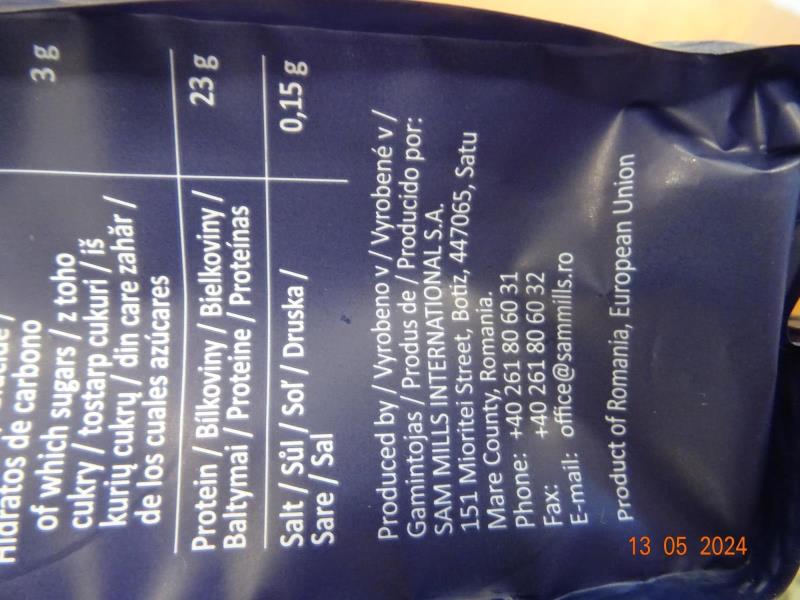 Hidratos de carbono
of which sugars / z toho
cukry / tostarp cukuri / iš
kurių cukrų / din care zahăr /
de los cuales azúcares
3 g
Protein / Bílkoviny / Bielkoviny /
Baltymai / Proteine / Proteínas
23 g
Salt / Sůl / Soľ / Druska /
Sare / Sal
0,15 g
Produced by / Vyrobeno v / Vyrobené v /
Gamintojas / Produs de / Producido por:
SAM MILLS INTERNATIONAL S.A.
151 Mioritei Street, Botiz, 447065, Satu
Mare County, Romania.
Phone: +40 261 80 60 31
Fax: +40 261 80 60 32
E-mail: office@sammills.ro
Product of Romania, European Union
13 05 2024